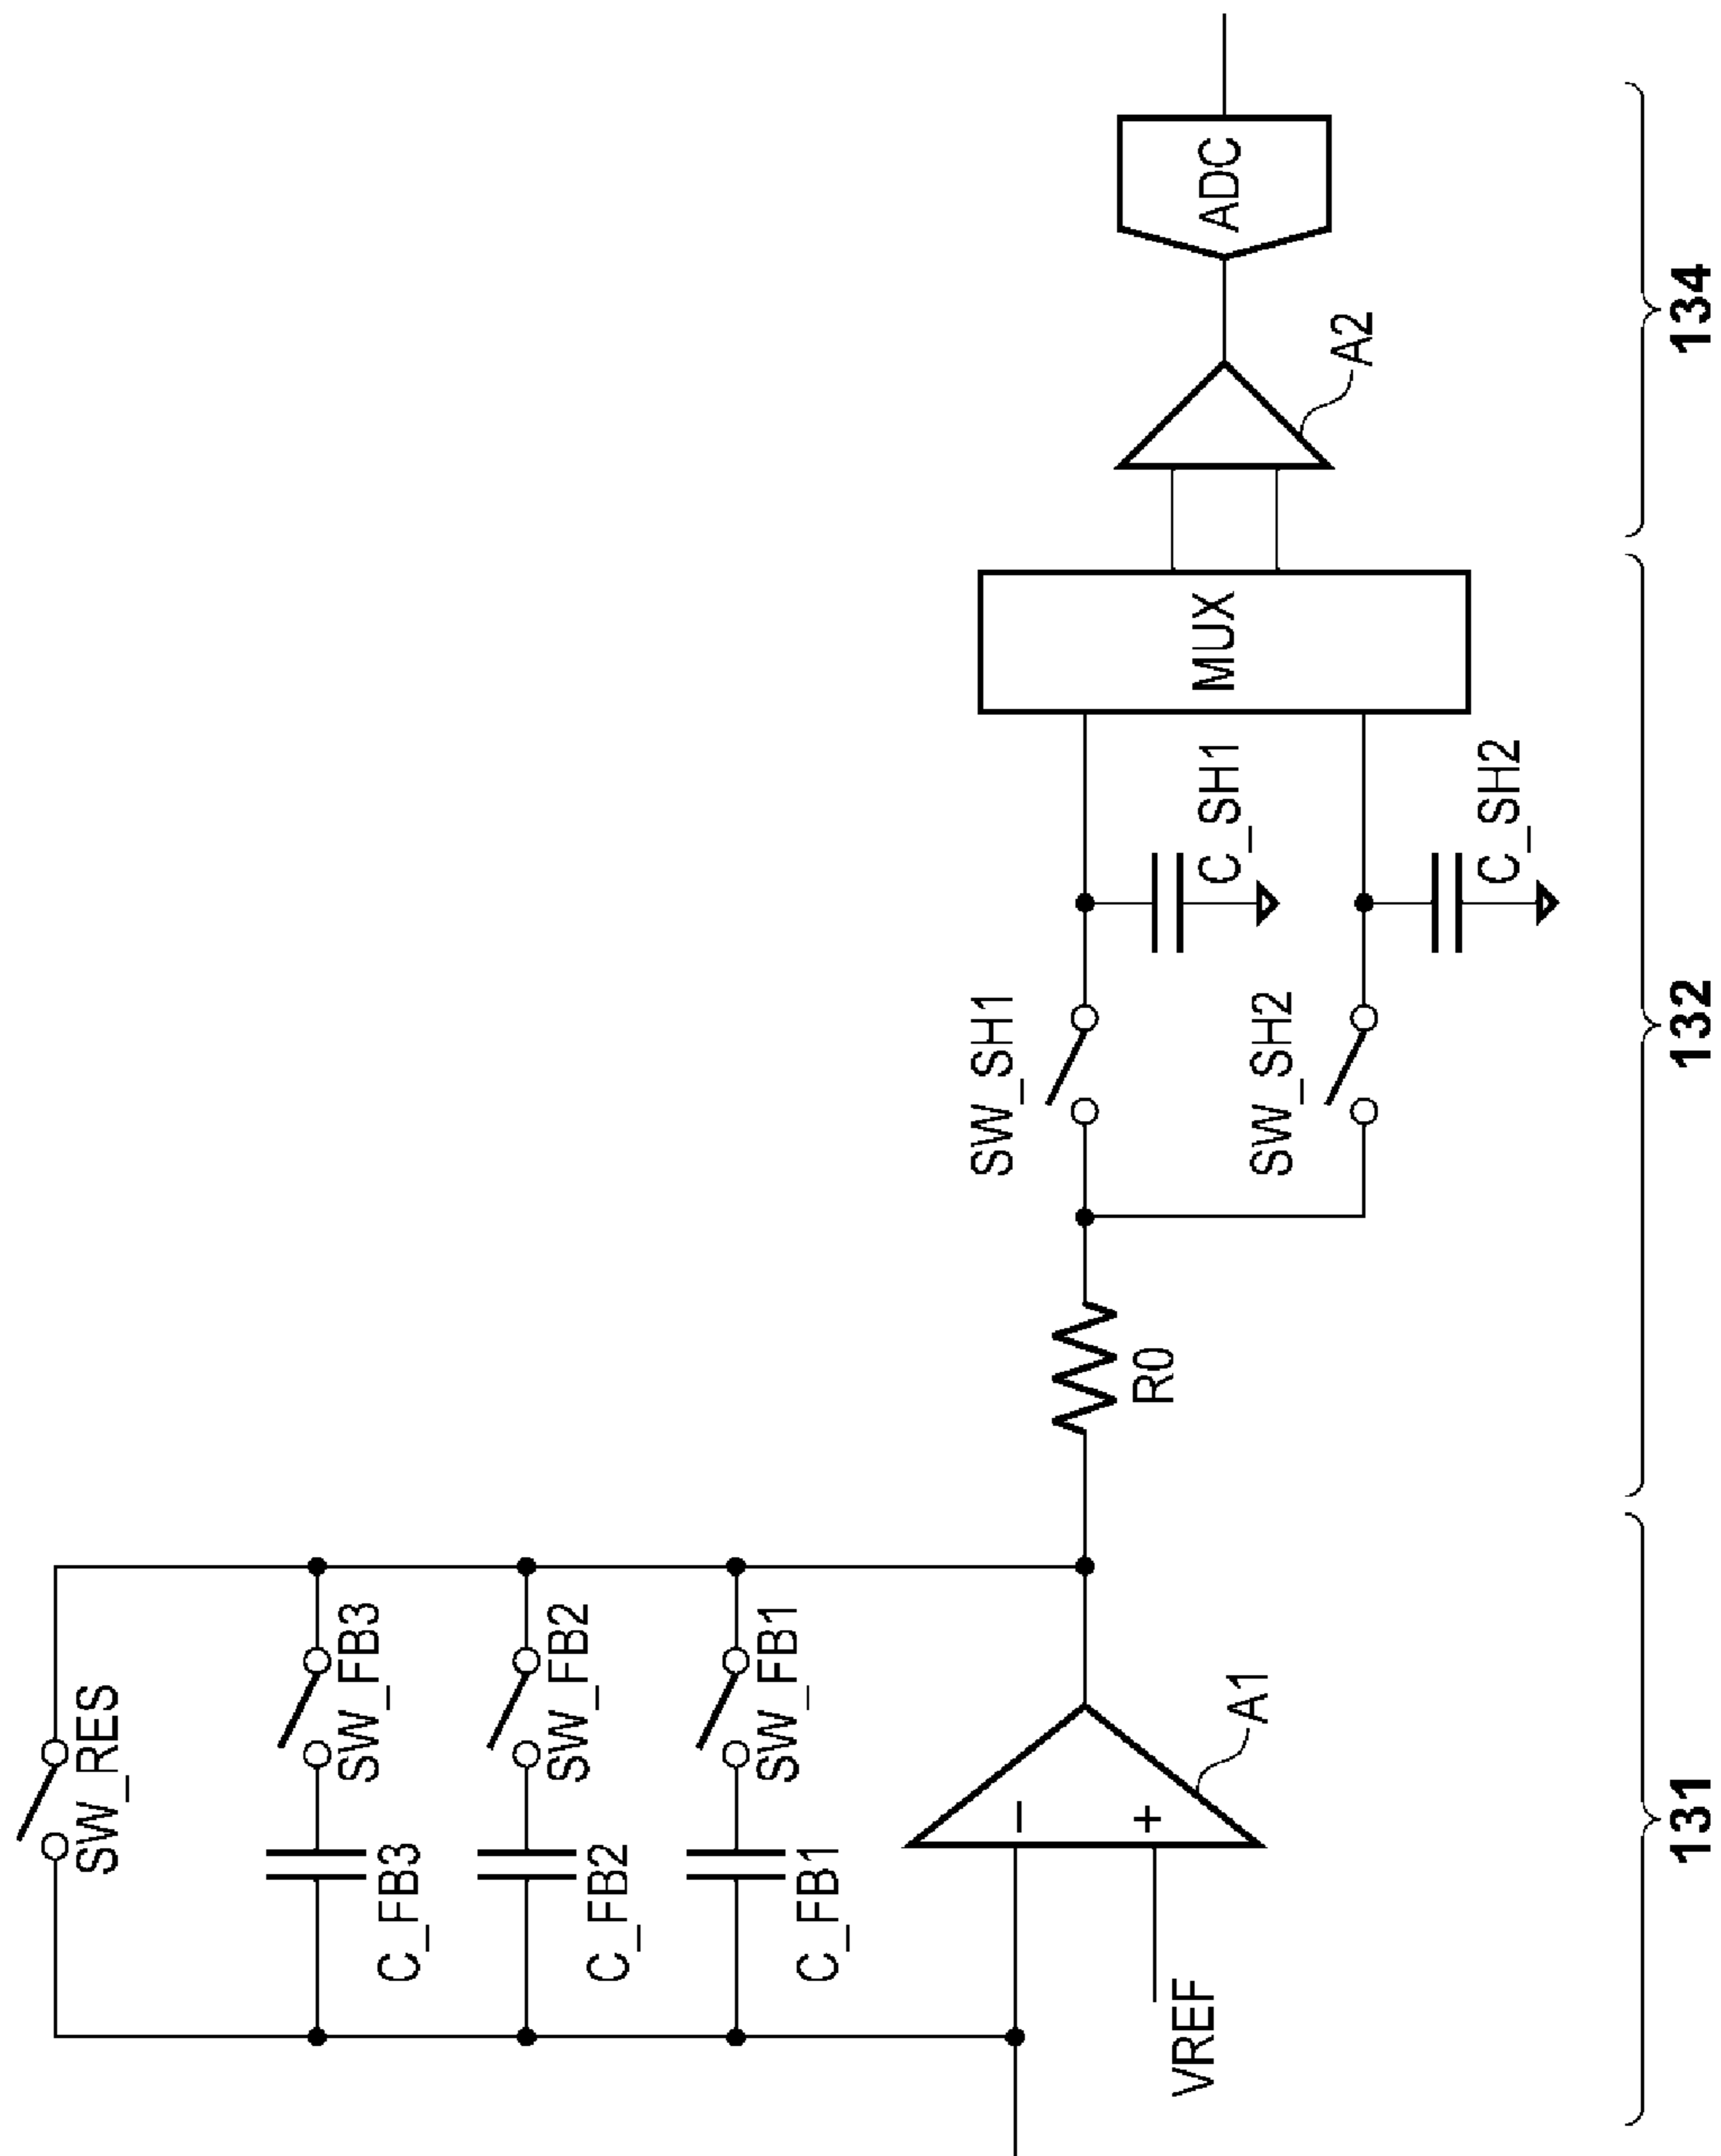 SW_RES
C_FB3
SW_FB3
C_FB2
SW_FB2
C_FB1
SW_FB1
−
+
VREF
A1
R0
SW_SH1
C_SH1
SW_SH2
C_SH2
MUX
A2
ADC
131
132
134